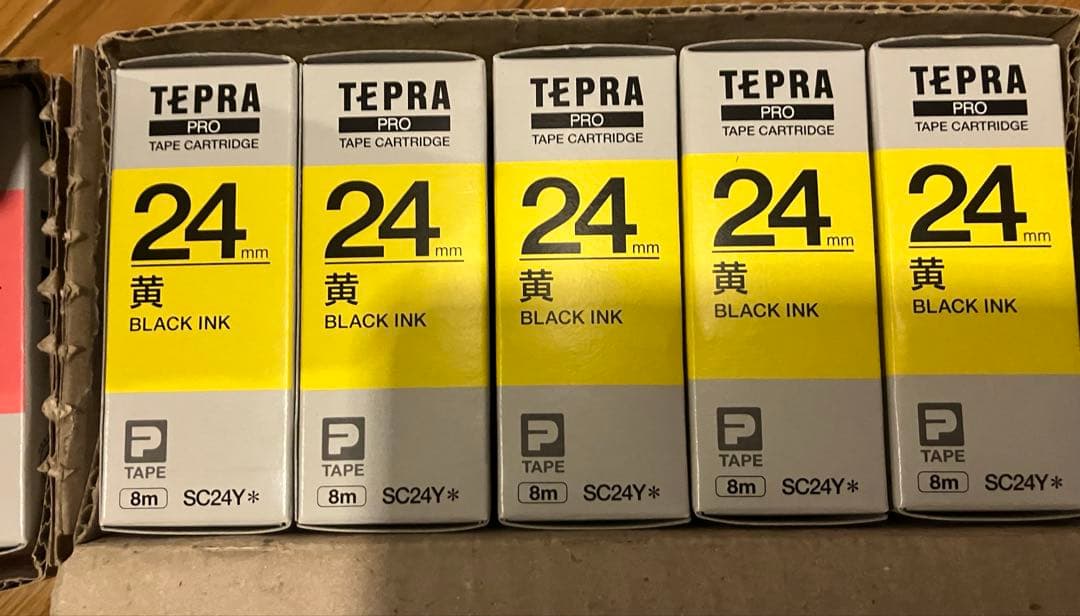 TEPRA
PRO
TAPE CARTRIDGE
24mm
黄
BLACK INK
P
TAPE
8m SC24Y*
TEPRA
PRO
TAPE CARTRIDGE
24mm
黄
BLACK INK
P
TAPE
8m SC24Y*
TEPRA
PRO
TAPE CARTRIDGE
24mm
黄
BLACK INK
P
TAPE
8m SC24Y*
TEPRA
PRO
TAPE CARTRIDGE
24mm
黄
BLACK INK
P
TAPE
8m SC24Y*
TEPRA
PRO
TAPE CARTRIDGE
24mm
黄
BLACK INK
P
TAPE
8m SC24Y*